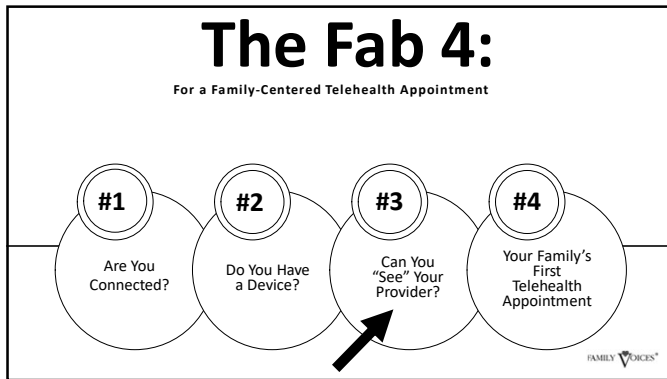 The Fab 4:
For a Family-Centered Telehealth Appointment
#1
Are You
Connected?
#2
Do You Have
a Device?
#3
Can You
“See” Your
Provider?
#4
Your Family’s
First
Telehealth
Appointment
FAMILY VOICES®